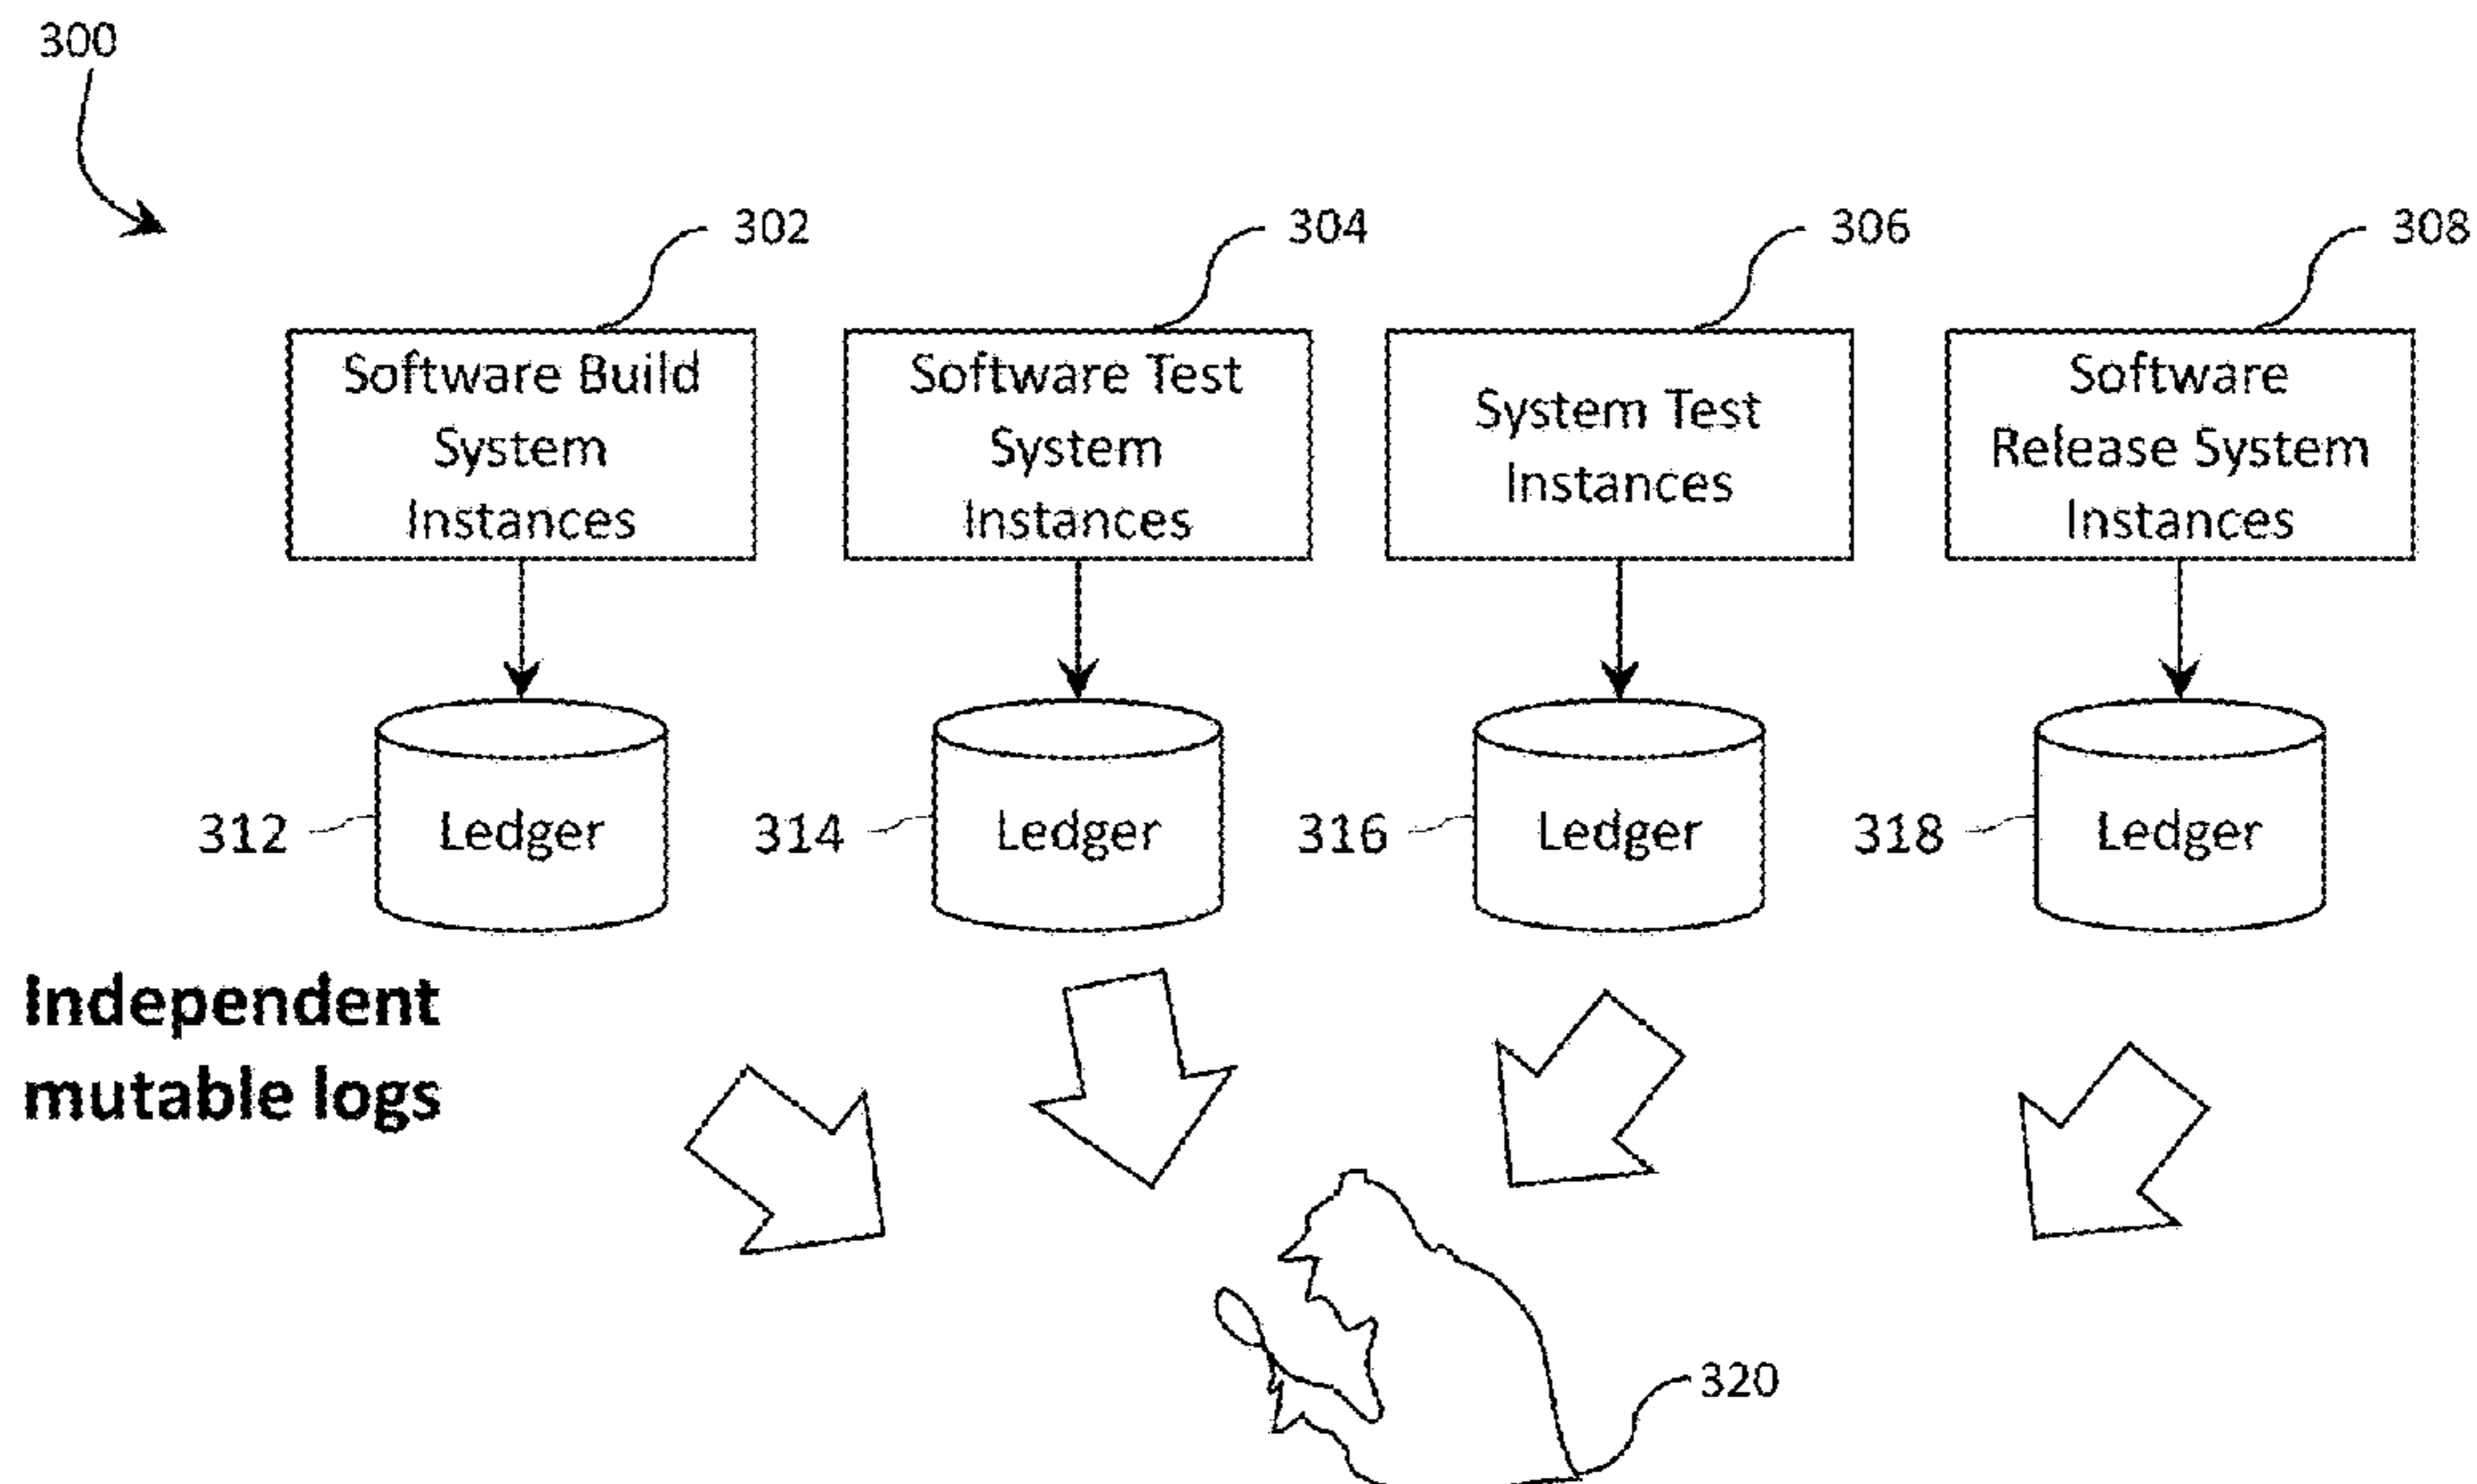 300
302
304
306
308
Software Build
System
Instances
Software Test
System
Instances
System Test
Instances
Software
Release System
Instances
312
Ledger
314
Ledger
316
Ledger
318
Ledger
Independent
mutable logs
320